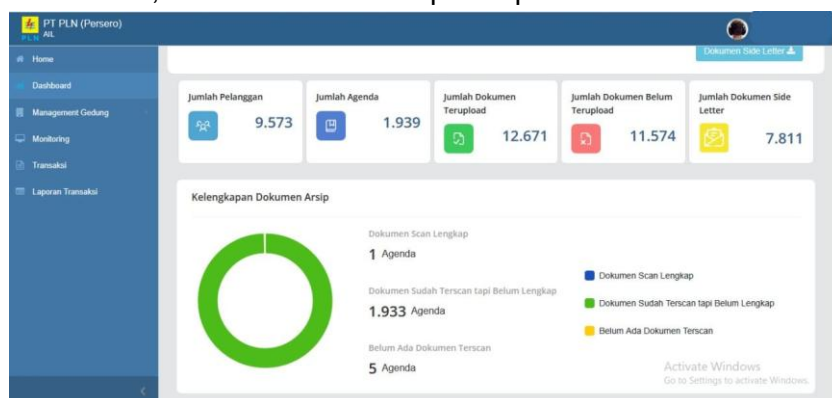 PT PLN (Persero)
PLN AIL
Home
Dokumen Side Letter
Dashboard
Management Gedung
Monitoring
Transaksi
Laporan Transaksi
Jumlah Pelanggan
9.573
Jumlah Agenda
1.939
Jumlah Dokumen
Terupload
12.671
Jumlah Dokumen Belum
Terupload
11.574
Jumlah Dokumen Side
Letter
7.811
Kelengkapan Dokumen Arsip
Dokumen Scan Lengkap
1 Agenda
Dokumen Sudah Terscan tapi Belum Lengkap
1.933 Agenda
Belum Ada Dokumen Terscan
5 Agenda
Dokumen Scan Lengkap
Dokumen Sudah Terscan tapi Belum Lengkap
Belum Ada Dokumen Terscan
Activate Windows
Go to Settings to activate Windows.